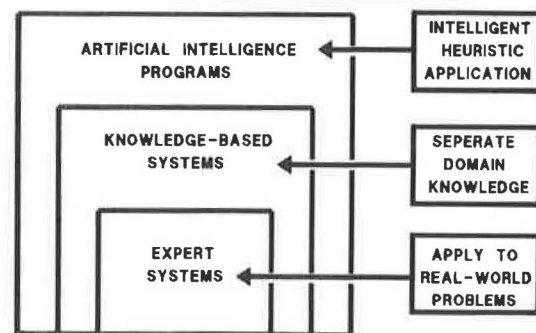 ARTIFICIAL INTELLIGENCE
PROGRAMS
INTELLIGENT
HEURISTIC
APPLICATION
KNOWLEDGE-BASED
SYSTEMS
SEPERATE
DOMAIN
KNOWLEDGE
EXPERT
SYSTEMS
APPLY TO
REAL-WORLD
PROBLEMS